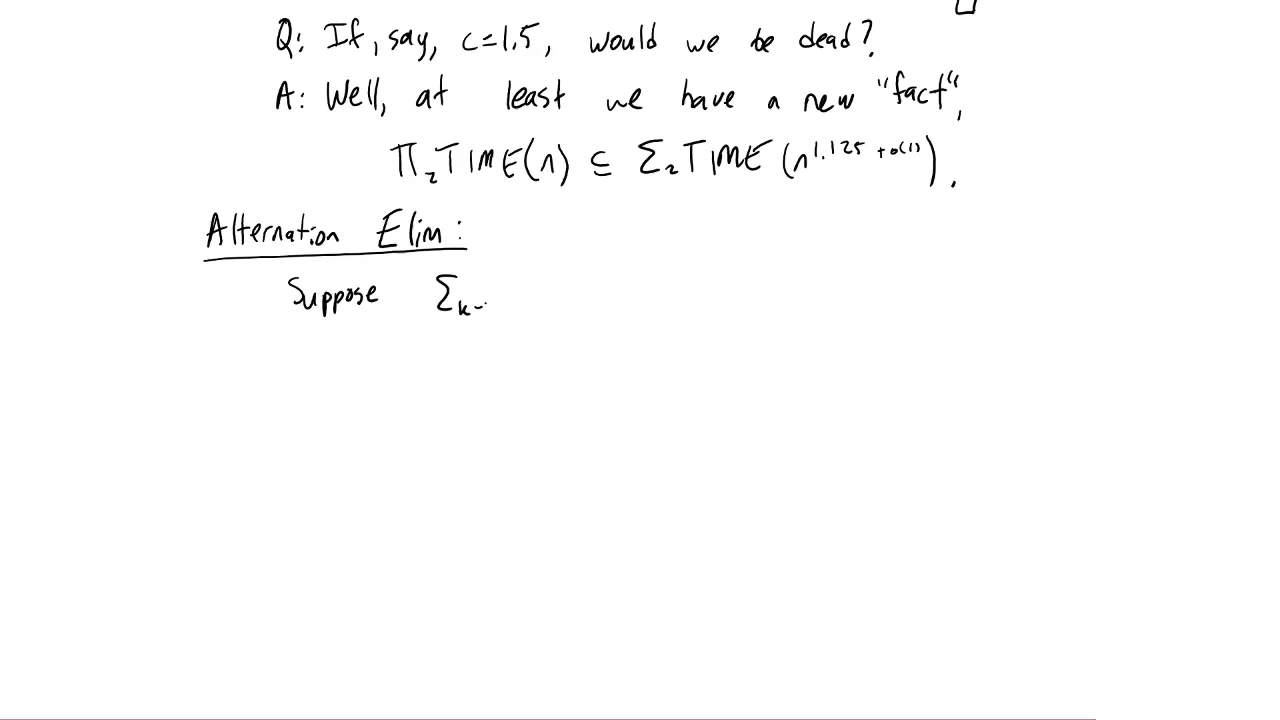 Q: If, say, c=1.5, would we be dead?
A: Well, at least we have a new "fact",
Π₂TIME(n) ⊆ Σ₂TIME(n^{1.125+o(1)}).
Alternation Elim:
Suppose Σ_{k-